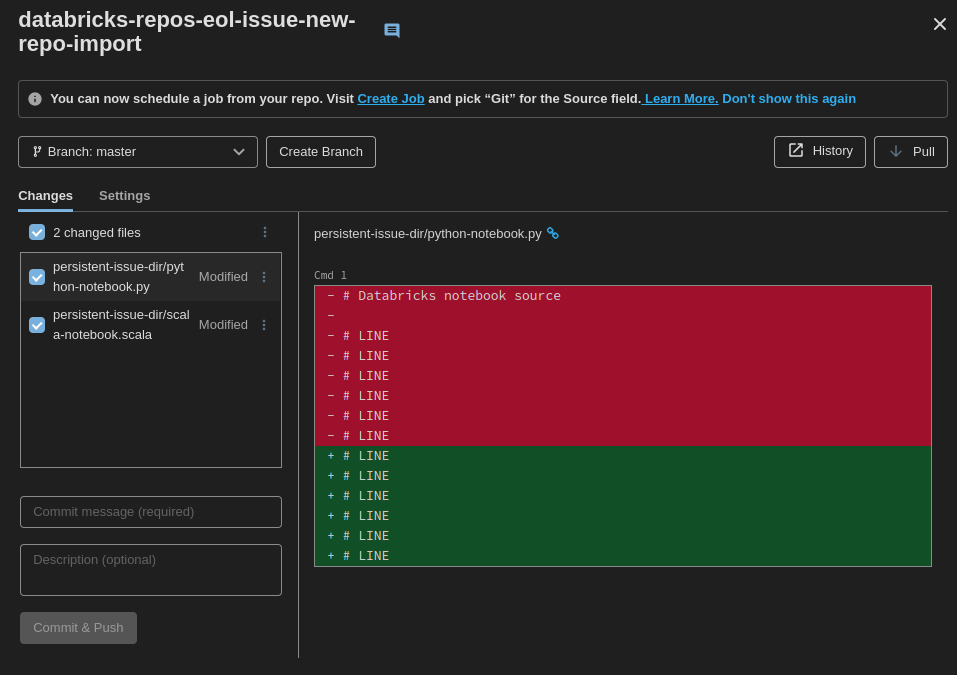 databricks-repos-eol-issue-new-
repo-import
You can now schedule a job from your repo. Visit Create Job and pick “Git” for the Source field. Learn More. Don't show this again
Branch: master
Create Branch
History
Pull
Changes
Settings
2 changed files
persistent-issue-dir/pyt
hon-notebook.py
Modified
persistent-issue-dir/scal
a-notebook.scala
Modified
Commit message (required)
Description (optional)
Commit & Push
persistent-issue-dir/python-notebook.py
Cmd 1
− # Databricks notebook source
−
− # LINE
− # LINE
− # LINE
− # LINE
− # LINE
− # LINE
+ # LINE
+ # LINE
+ # LINE
+ # LINE
+ # LINE
+ # LINE